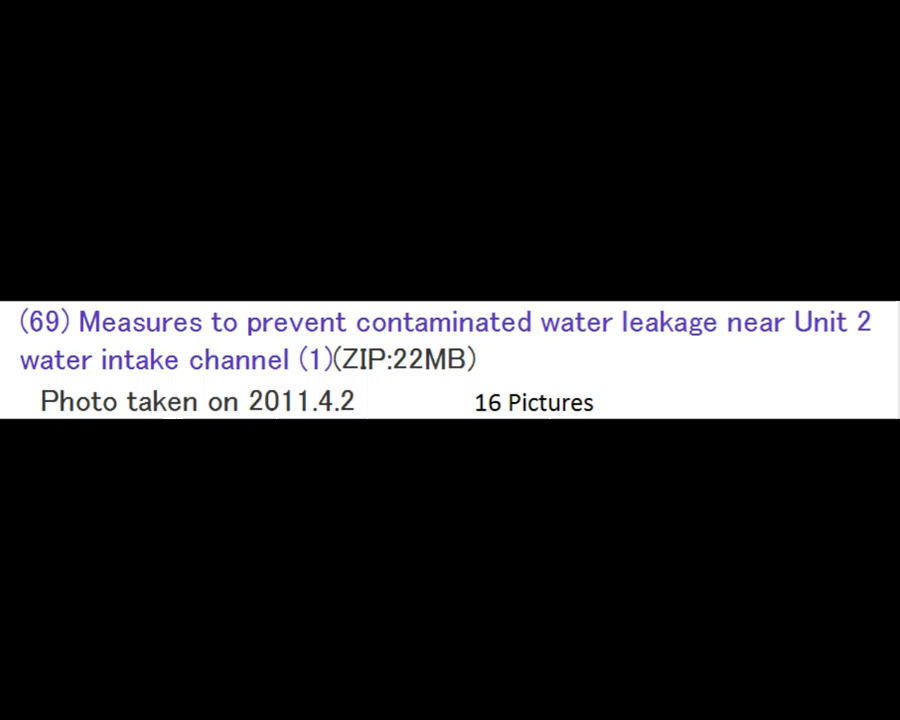 (69) Measures to prevent contaminated water leakage near Unit 2
water intake channel (1)(ZIP:22MB)
Photo taken on 2011.4.2 16 Pictures